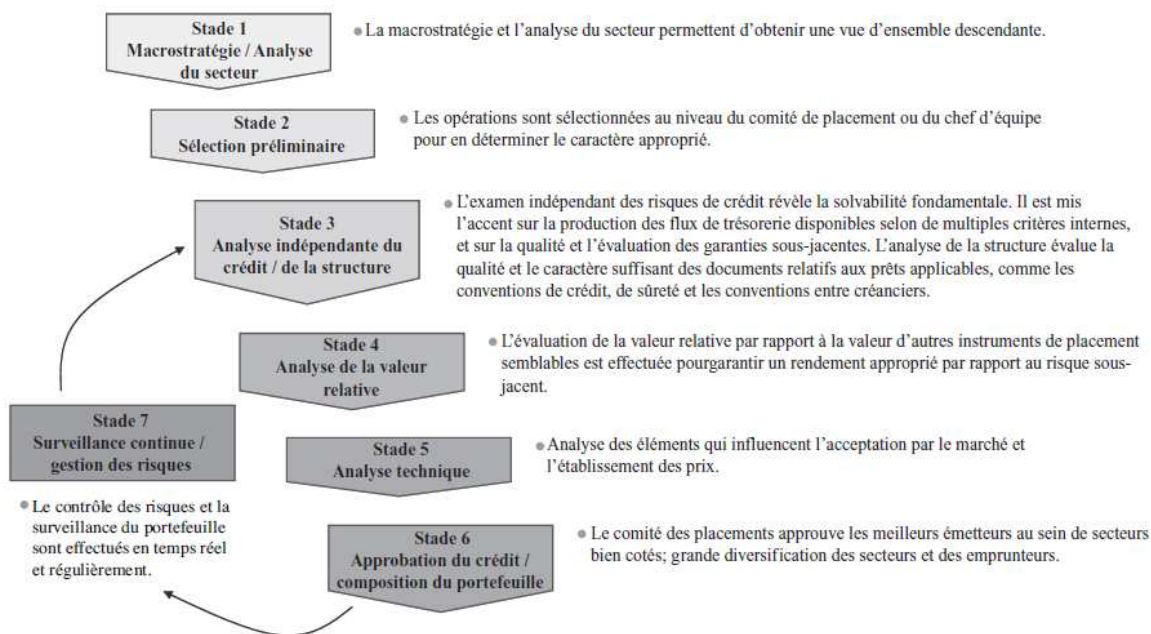 Stade 1
Macrostratégie / Analyse
du secteur
La macrostratégie et l'analyse du secteur permettent d'obtenir une vue d'ensemble descendante.
Stade 2
Sélection préliminaire
Les opérations sont sélectionnées au niveau du comité de placement ou du chef d'équipe
pour en déterminer le caractère approprié.
Stade 3
Analyse indépendante du
crédit / de la structure
L'examen indépendant des risques de crédit révèle la solvabilité fondamentale. Il est mis
l'accent sur la production des flux de trésorerie disponibles selon de multiples critères internes,
et sur la qualité et l'évaluation des garanties sous-jacentes. L'analyse de la structure évalue la
qualité et le caractère suffisant des documents relatifs aux prêts applicables, comme les
conventions de crédit, de sûreté et les conventions entre créanciers.
Stade 4
Analyse de la valeur
relative
L'évaluation de la valeur relative par rapport à la valeur d'autres instruments de placement
semblables est effectuée pourgarantir un rendement approprié par rapport au risque sous-
jacent.
Stade 5
Analyse technique
Analyse des éléments qui influencent l'acceptation par le marché et
l'établissement des prix.
Stade 6
Approbation du crédit /
composition du portefeuille
Le comité des placements approuve les meilleurs émetteurs au sein de secteurs
bien cotés; grande diversification des secteurs et des emprunteurs.
Stade 7
Surveillance continue /
gestion des risques
Le contrôle des risques et la
surveillance du portefeuille
sont effectués en temps réel
et régulièrement.